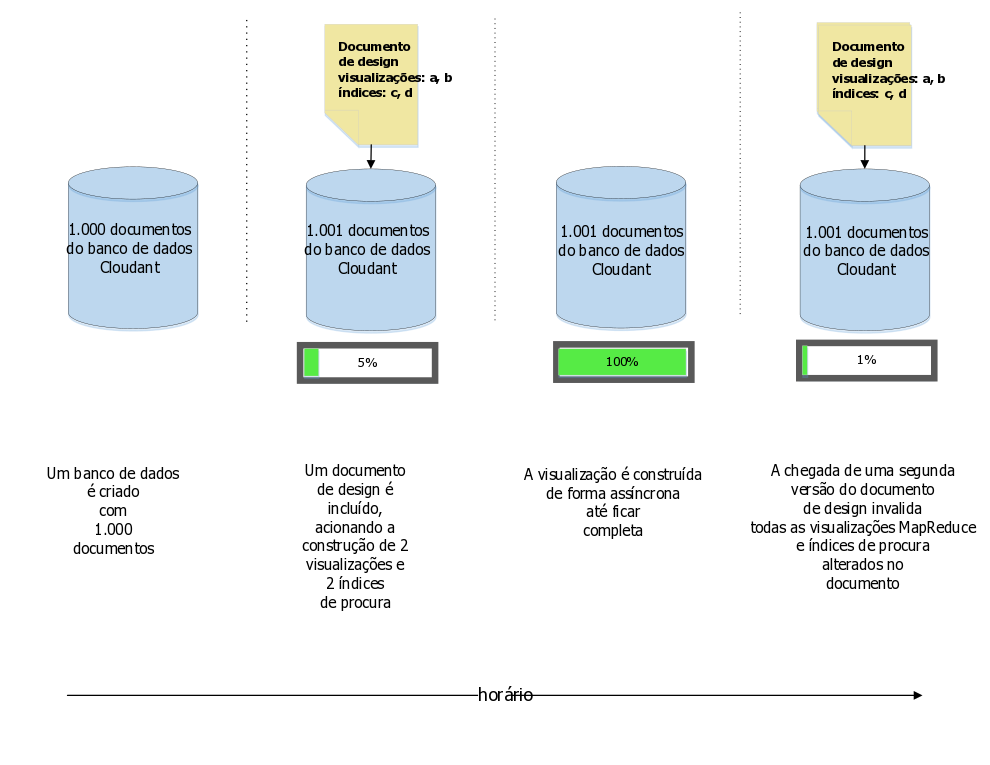 Documento
de design
visualizações: a, b
índices: c, d
Documento
de design
visualizações: a, b
índices: c, d
1.000 documentos
do banco de dados
Cloudant
1.001 documentos
do banco de dados
Cloudant
1.001 documentos
do banco de dados
Cloudant
1.001 documentos
do banco de dados
Cloudant
5%
100%
1%
Um banco de dados
é criado
com
1.000
documentos
Um documento
de design é
incluído,
acionando a
construção de 2
visualizações e
2 índices
de procura
A visualização é construída
de forma assíncrona
até ficar
completa
A chegada de uma segunda
versão do documento
de design invalida
todas as visualizações MapReduce
e índices de procura
alterados no
documento
horário